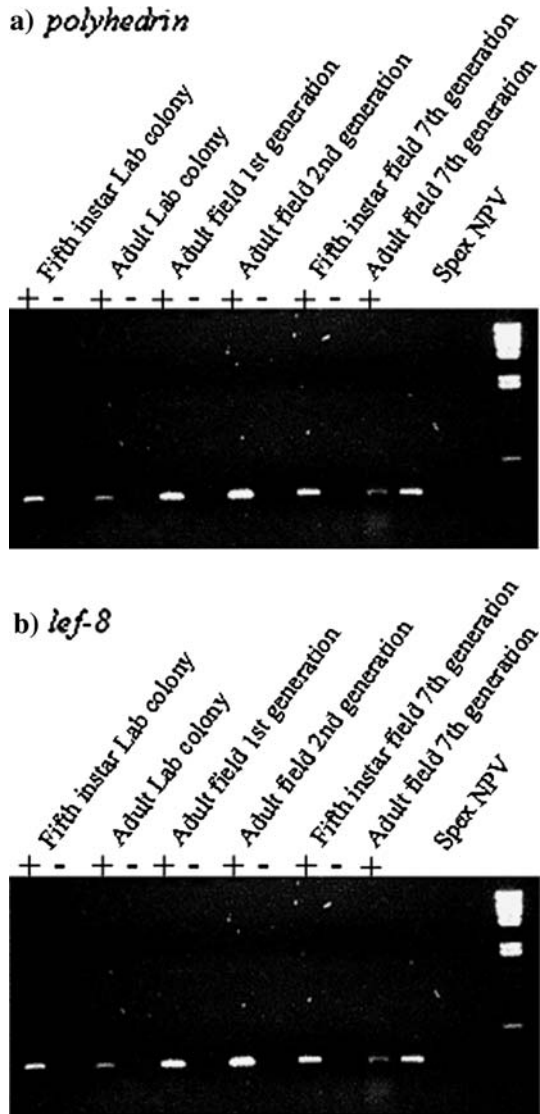 a) polyhedrin
Fifth instar Lab colony
Adult Lab colony
Adult field 1st generation
Adult field 2nd generation
Fifth instar field 7th generation
Adult field 7th generation
Spex NPV
+ - + - + - + - + - +
b) lef-8
Fifth instar Lab colony
Adult Lab colony
Adult field 1st generation
Adult field 2nd generation
Fifth instar field 7th generation
Adult field 7th generation
Spex NPV
+ - + - + - + - + - +